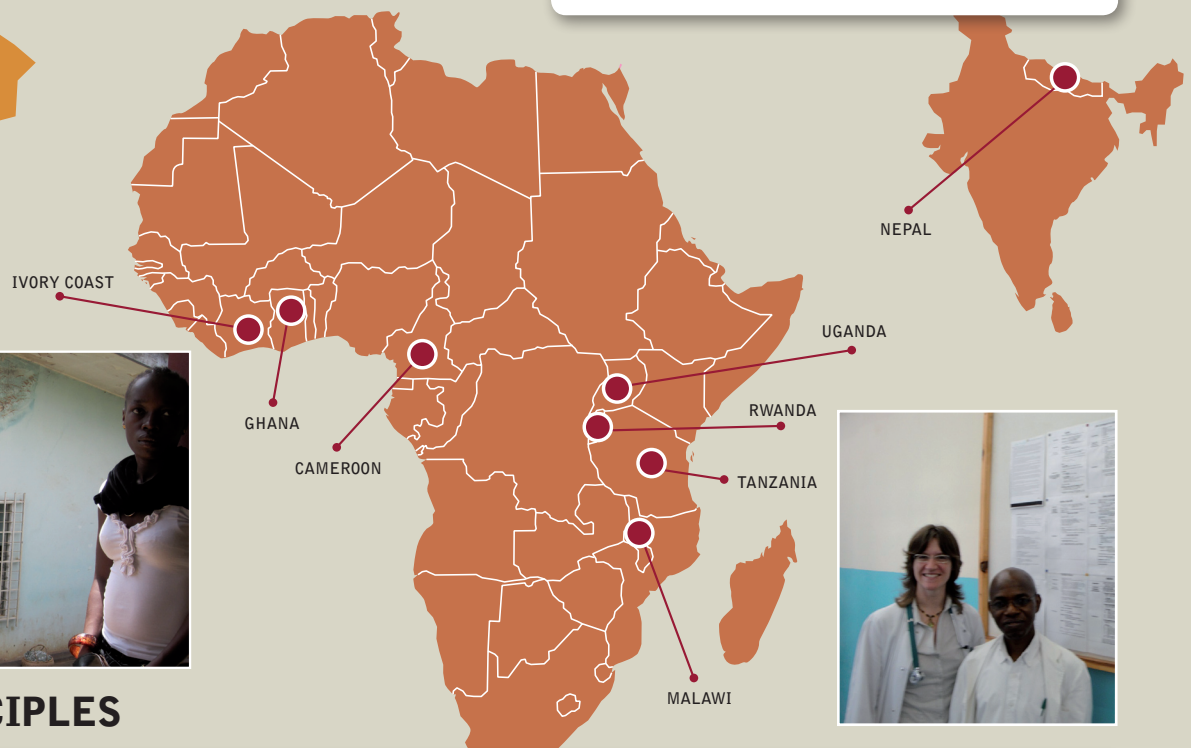 NEPAL
IVORY COAST
UGANDA
RWANDA
GHANA
CAMEROON
TANZANIA
MALAWI
CIPLES